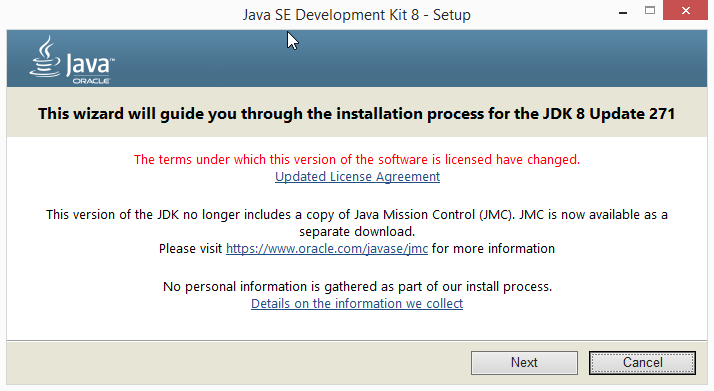 Java SE Development Kit 8 - Setup
Java™
ORACLE
This wizard will guide you through the installation process for the JDK 8 Update 271
The terms under which this version of the software is licensed have changed.
Updated License Agreement
This version of the JDK no longer includes a copy of Java Mission Control (JMC). JMC is now available as a
separate download.
Please visit https://www.oracle.com/javase/jmc for more information
No personal information is gathered as part of our install process.
Details on the information we collect
Next Cancel